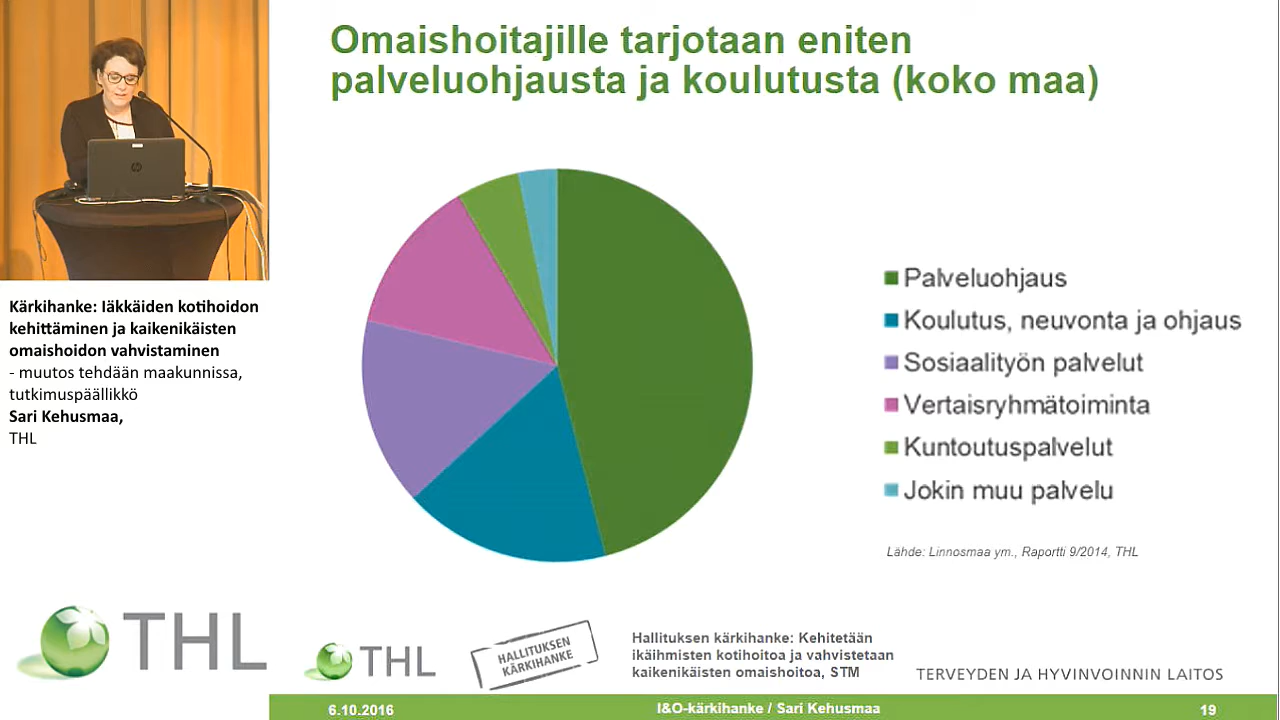 Omaishoitajille tarjotaan eniten
palveluohjausta ja koulutusta (koko maa)
Kärkihanke: Iäkkäiden kotihoidon
kehittäminen ja kaikenikäisten
omaishoidon vahvistaminen
- muutos tehdään maakunnissa,
tutkimuspäällikkö
Sari Kehusmaa,
THL
Palveluohjaus
Koulutus, neuvonta ja ohjaus
Sosiaalityön palvelut
Vertaisryhmätoiminta
Kuntoutuspalvelut
Jokin muu palvelu
Lähde: Linnosmaa ym., Raportti 9/2014, THL
THL
THL
HALLITUKSEN
KÄRKIHANKE
Hallituksen kärkihanke: Kehitetään
ikäihmisten kotihoitoa ja vahvistetaan
kaikenikäisten omaishoitoa, STM
TERVEYDEN JA HYVINVOINNIN LAITOS
6.10.2016
I&O-kärkihanke / Sari Kehusmaa
19